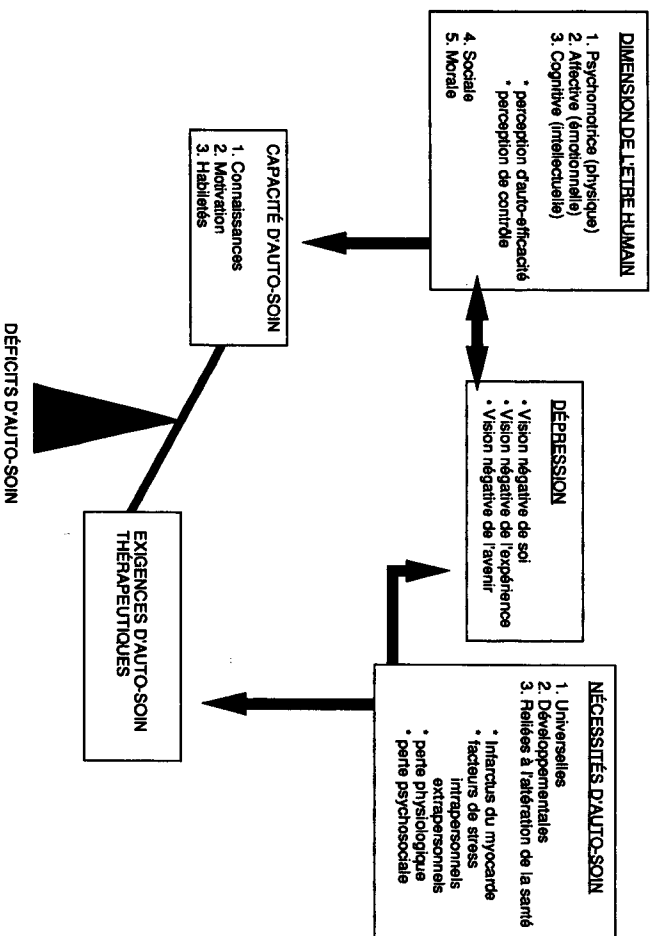 DIMENSION DE L'ETRE HUMAIN
1. Psychomotrice (physique)
2. Affective (émotionnelle)
3. Cognitive (intellectuelle)
* perception d'auto-efficacité
* perception de contrôle
4. Sociale
5. Morale
DÉPRESSION
• Vision négative de soi
• Vision négative de l'expérience
• Vision négative de l'avenir
NÉCESSITÉS D'AUTO-SOIN
1. Universelles
2. Développementales
3. Reliées à l'altération de la santé
* Infarctus du myocarde
* facteurs de stress
intrapersonnels
extrapersonnels
* perte physiologique
* perte psychosociale
CAPACITÉ D'AUTO-SOIN
1. Connaissances
2. Motivation
3. Habiletés
EXIGENCES D'AUTO-SOIN
THÉRAPEUTIQUES
DÉFICITS D'AUTO-SOIN